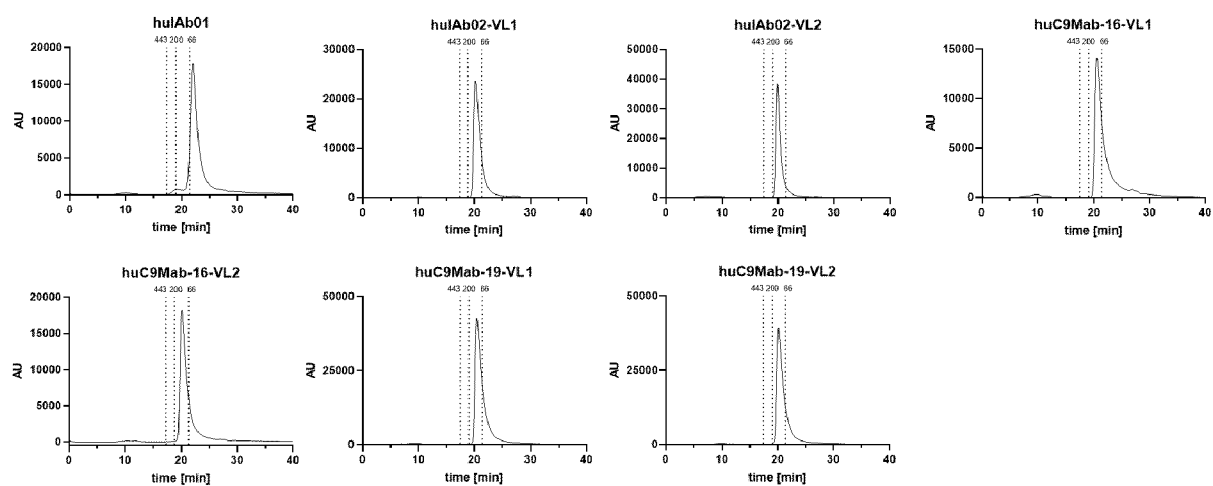 huIAb01
443 200 66
20000
15000
10000
5000
0
AU
0 10 20 30 40
time [min]
huIAb02-VL1
443 200 66
30000
20000
10000
0
AU
0 10 20 30 40
time [min]
huIAb02-VL2
443 200 66
50000
40000
30000
20000
10000
0
AU
0 10 20 30 40
time [min]
huC9Mab-16-VL1
443 200 66
15000
10000
5000
0
AU
0 10 20 30 40
time [min]
huC9Mab-16-VL2
443 200 66
20000
15000
10000
5000
0
AU
0 10 20 30 40
time [min]
huC9Mab-19-VL1
443 200 66
50000
25000
0
AU
0 10 20 30 40
time [min]
huC9Mab-19-VL2
443 200 66
50000
25000
0
AU
0 10 20 30 40
time [min]